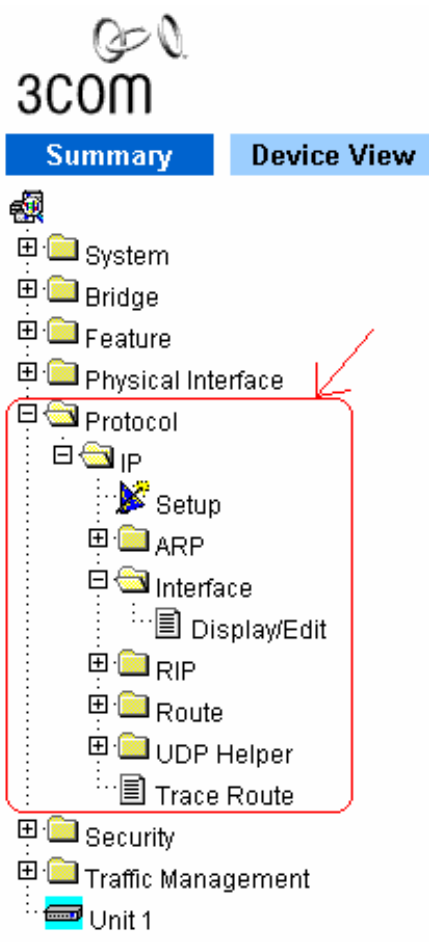 3COM
Summary Device View
System
Bridge
Feature
Physical Interface
Protocol
IP
Setup
ARP
Interface
Display/Edit
RIP
Route
UDP Helper
Trace Route
Security
Traffic Management
Unit 1